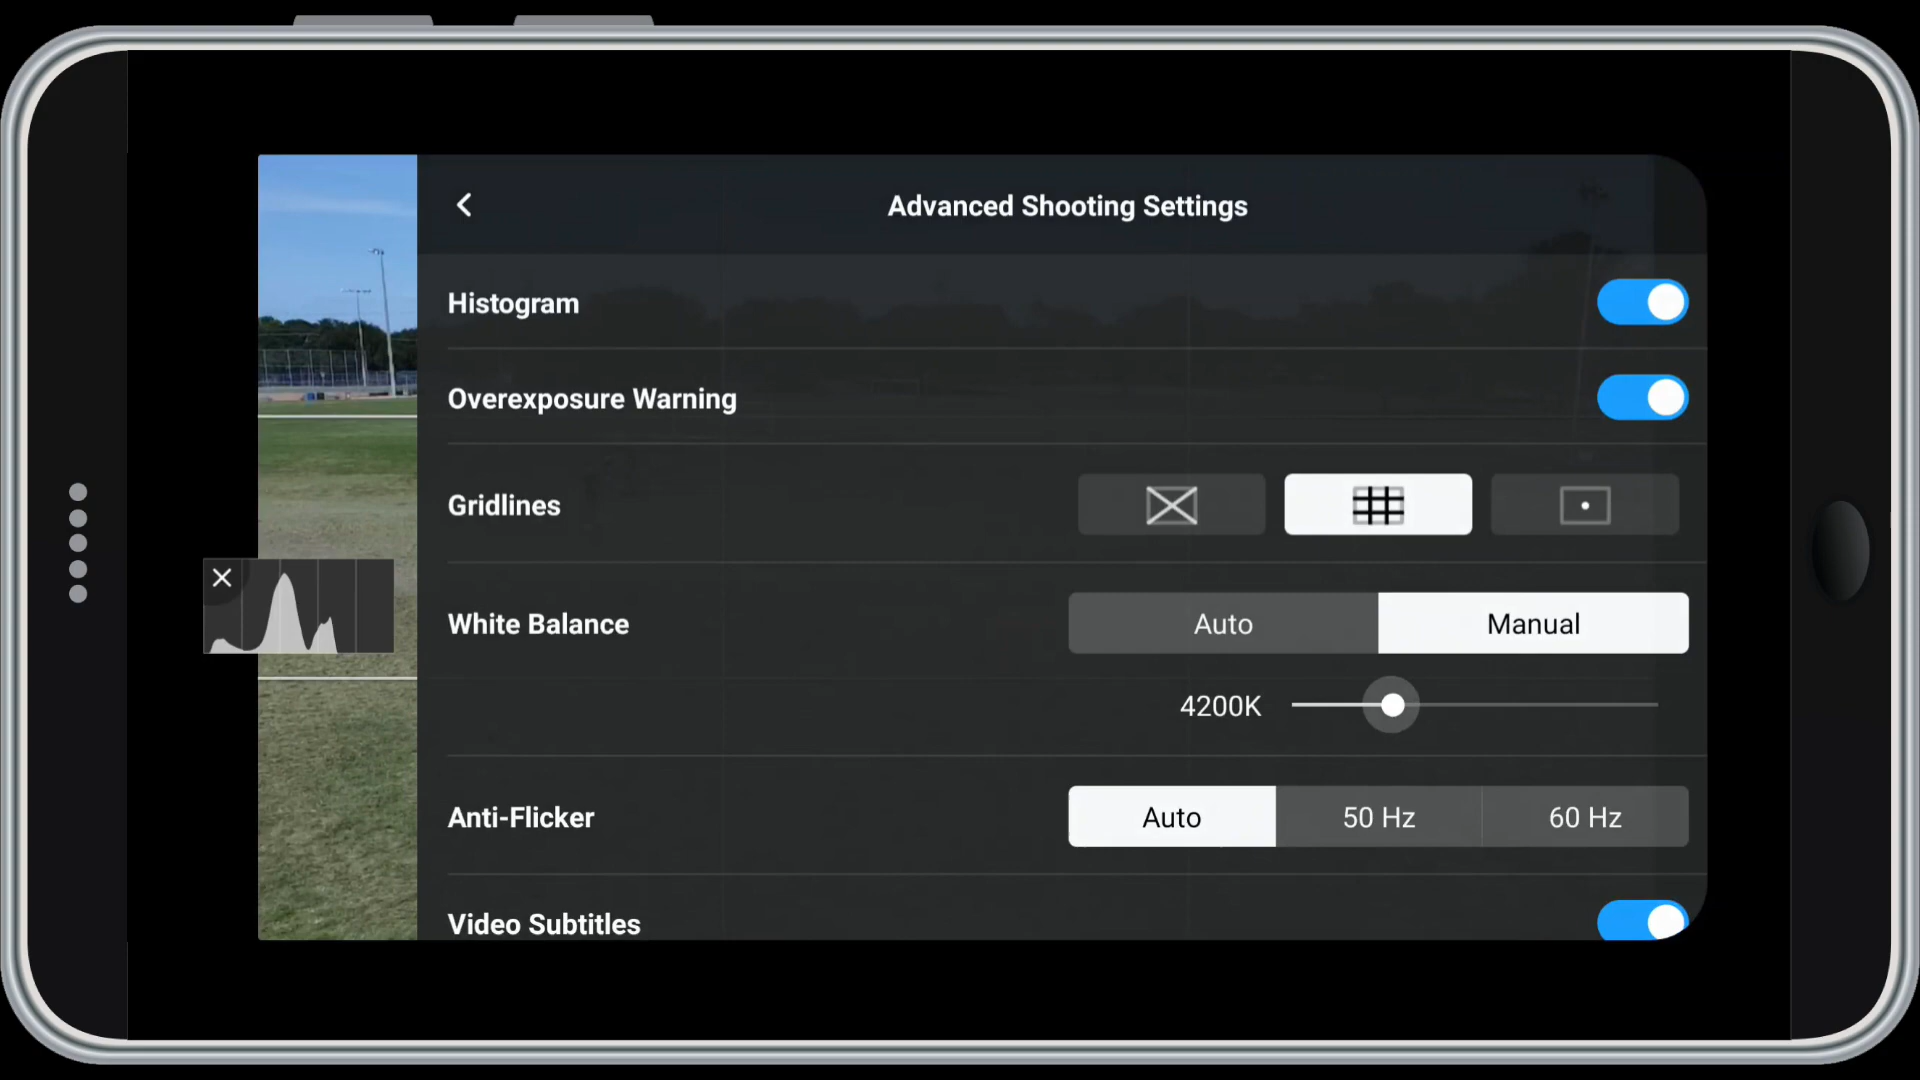 Advanced Shooting Settings
Histogram
Overexposure Warning
Gridlines
White Balance
Auto
Manual
4200K
Anti-Flicker
Auto
50 Hz
60 Hz
Video Subtitles